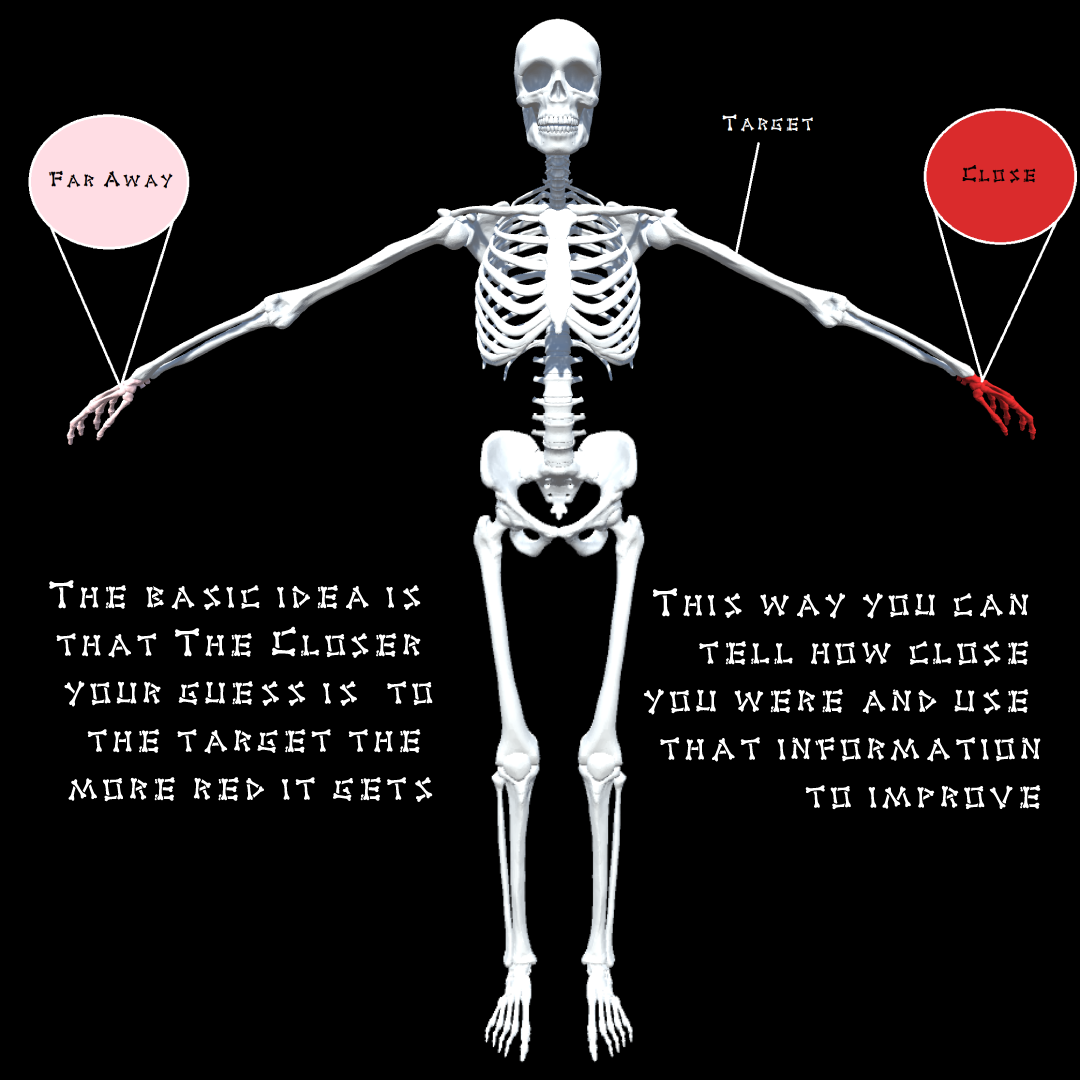 Target
Far Away
Close
The basic idea is
that The Closer
your guess is to
the target the
more red it gets
This way you can
tell how close
you were and use
that information
to improve